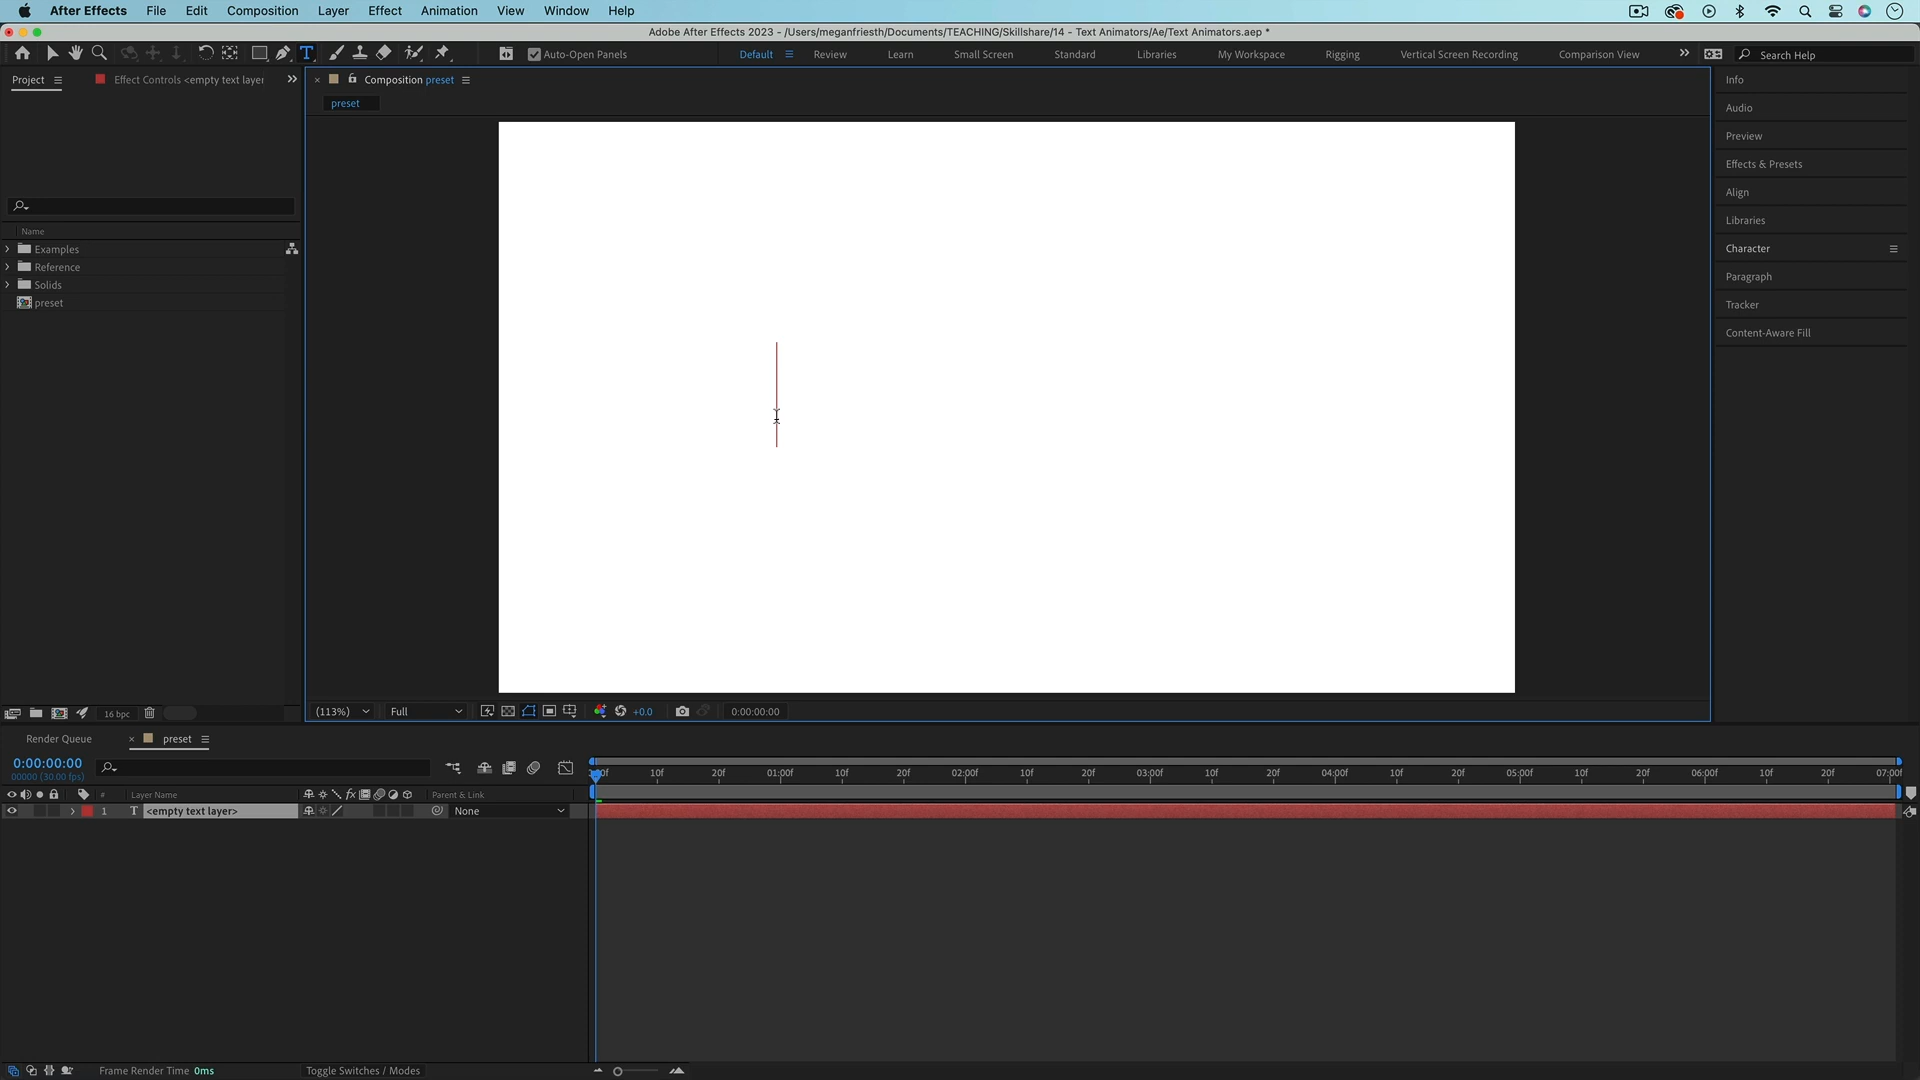 After Effects File Edit Composition Layer Effect Animation View Window Help
Adobe After Effects 2023 - /Users/meganfriesth/Documents/TEACHING/Skillshare/14 - Text Animators/Ae/Text Animators.aep *
T Auto-Open Panels Default Review Learn Small Screen Standard Libraries My Workspace Rigging Vertical Screen Recording Comparison View Search Help
Project Effect Controls <empty text layer
Composition preset
preset
Info
Audio
Preview
Effects & Presets
Align
Libraries
Character
Paragraph
Tracker
Content-Aware Fill
Name
Examples
Reference
Solids
preset
16 bpc
(113%) Full +0.0 0:00:00:00
Render Queue preset
0:00:00:00
00000 (30.00 fps)
10f 20f 01:00f 10f 20f 02:00f 10f 20f 03:00f 10f 20f 04:00f 10f 20f 05:00f 10f 20f 06:00f 10f 20f 07:00f
# Layer Name fx Parent & Link
1 T <empty text layer> None
Frame Render Time 0ms Toggle Switches / Modes